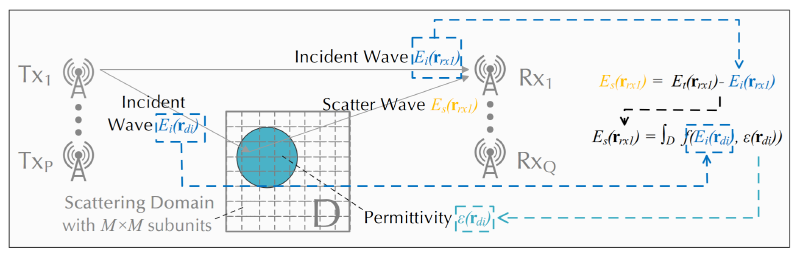 Tx1
TxP
Incident Wave Ei(rrx1)
Incident
Wave Ei(rdi)
Scatter Wave Es(rrx1)
Rx1
RxQ
Es(rrx1) = Et(rrx1)- Ei(rrx1)
Es(rrx1) = ∫D f(Ei(rdi), ε(rdi))
Scattering Domain
with M×M subunits
D
Permittivity ε(rdi)